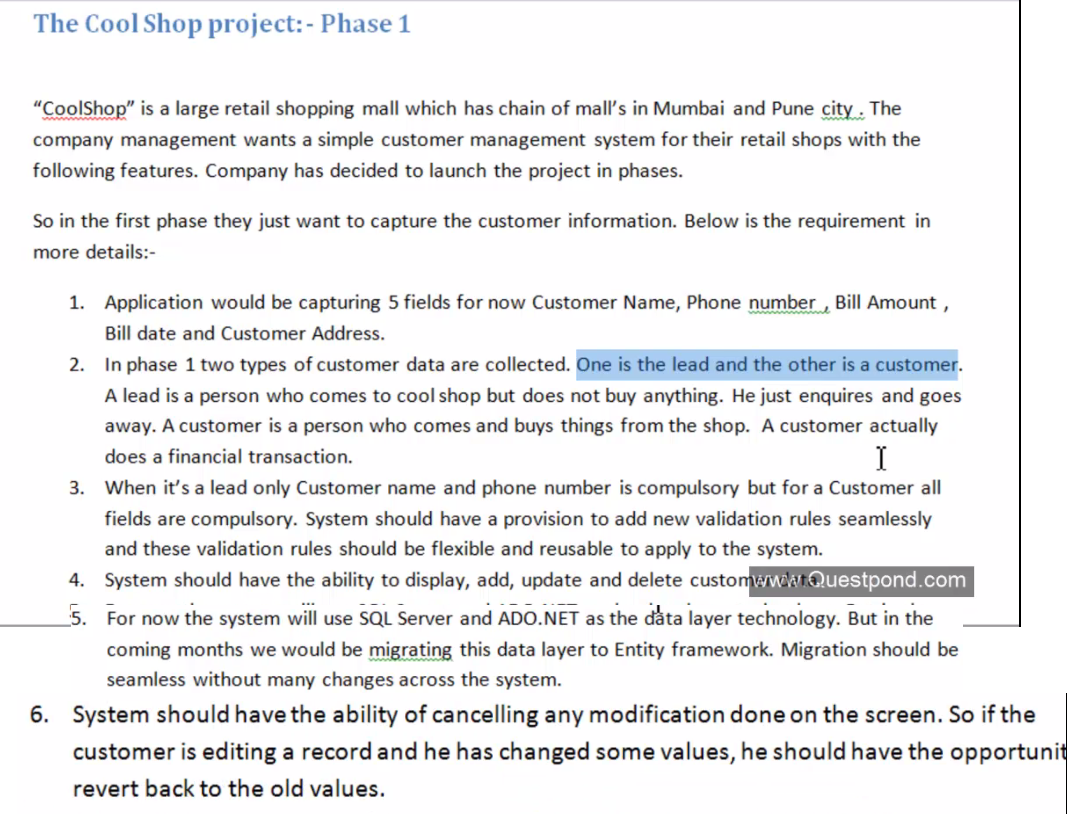 The Cool Shop project:- Phase 1
“CoolShop” is a large retail shopping mall which has chain of mall’s in Mumbai and Pune city . The
company management wants a simple customer management system for their retail shops with the
following features. Company has decided to launch the project in phases.
So in the first phase they just want to capture the customer information. Below is the requirement in
more details:-
1. Application would be capturing 5 fields for now Customer Name, Phone number , Bill Amount ,
Bill date and Customer Address.
2. In phase 1 two types of customer data are collected. One is the lead and the other is a customer.
A lead is a person who comes to cool shop but does not buy anything. He just enquires and goes
away. A customer is a person who comes and buys things from the shop. A customer actually
does a financial transaction.
3. When it’s a lead only Customer name and phone number is compulsory but for a Customer all
fields are compulsory. System should have a provision to add new validation rules seamlessly
and these validation rules should be flexible and reusable to apply to the system.
4. System should have the ability to display, add, update and delete custom
www.Questpond.com
5. For now the system will use SQL Server and ADO.NET as the data layer technology. But in the
coming months we would be migrating this data layer to Entity framework. Migration should be
seamless without many changes across the system.
6. System should have the ability of cancelling any modification done on the screen. So if the
customer is editing a record and he has changed some values, he should have the opportunit
revert back to the old values.